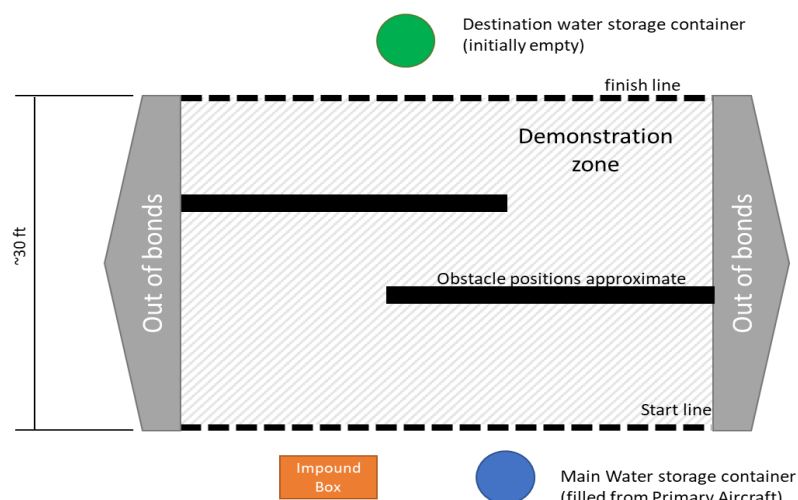 Destination water storage container
(initially empty)
finish line
Demonstration
zone
Out of bonds
Out of bonds
~30 ft
Obstacle positions approximate
Start line
Impound
Box
Main Water storage container
(filled from Primary Aircraft)